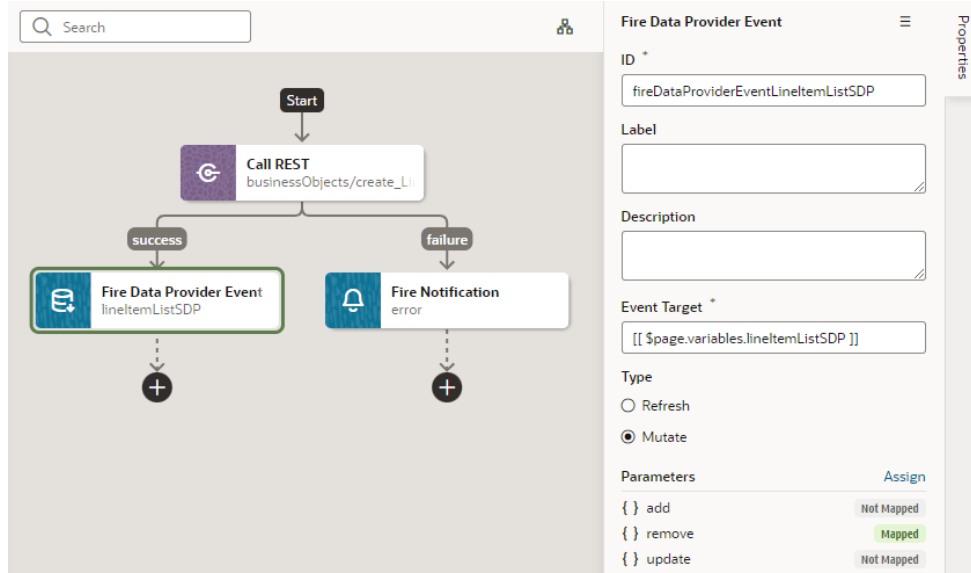 Search
Start
Call REST
businessObjects/create_Li
success
failure
Fire Data Provider Event
lineItemListSDP
Fire Notification
error
Fire Data Provider Event
ID *
fireDataProviderEventLineItemListSDP
Label
Description
Event Target *
[[ $page.variables.lineItemListSDP ]]
Type
Refresh
Mutate
Parameters Assign
{ } add Not Mapped
{ } remove Mapped
{ } update Not Mapped
Properties